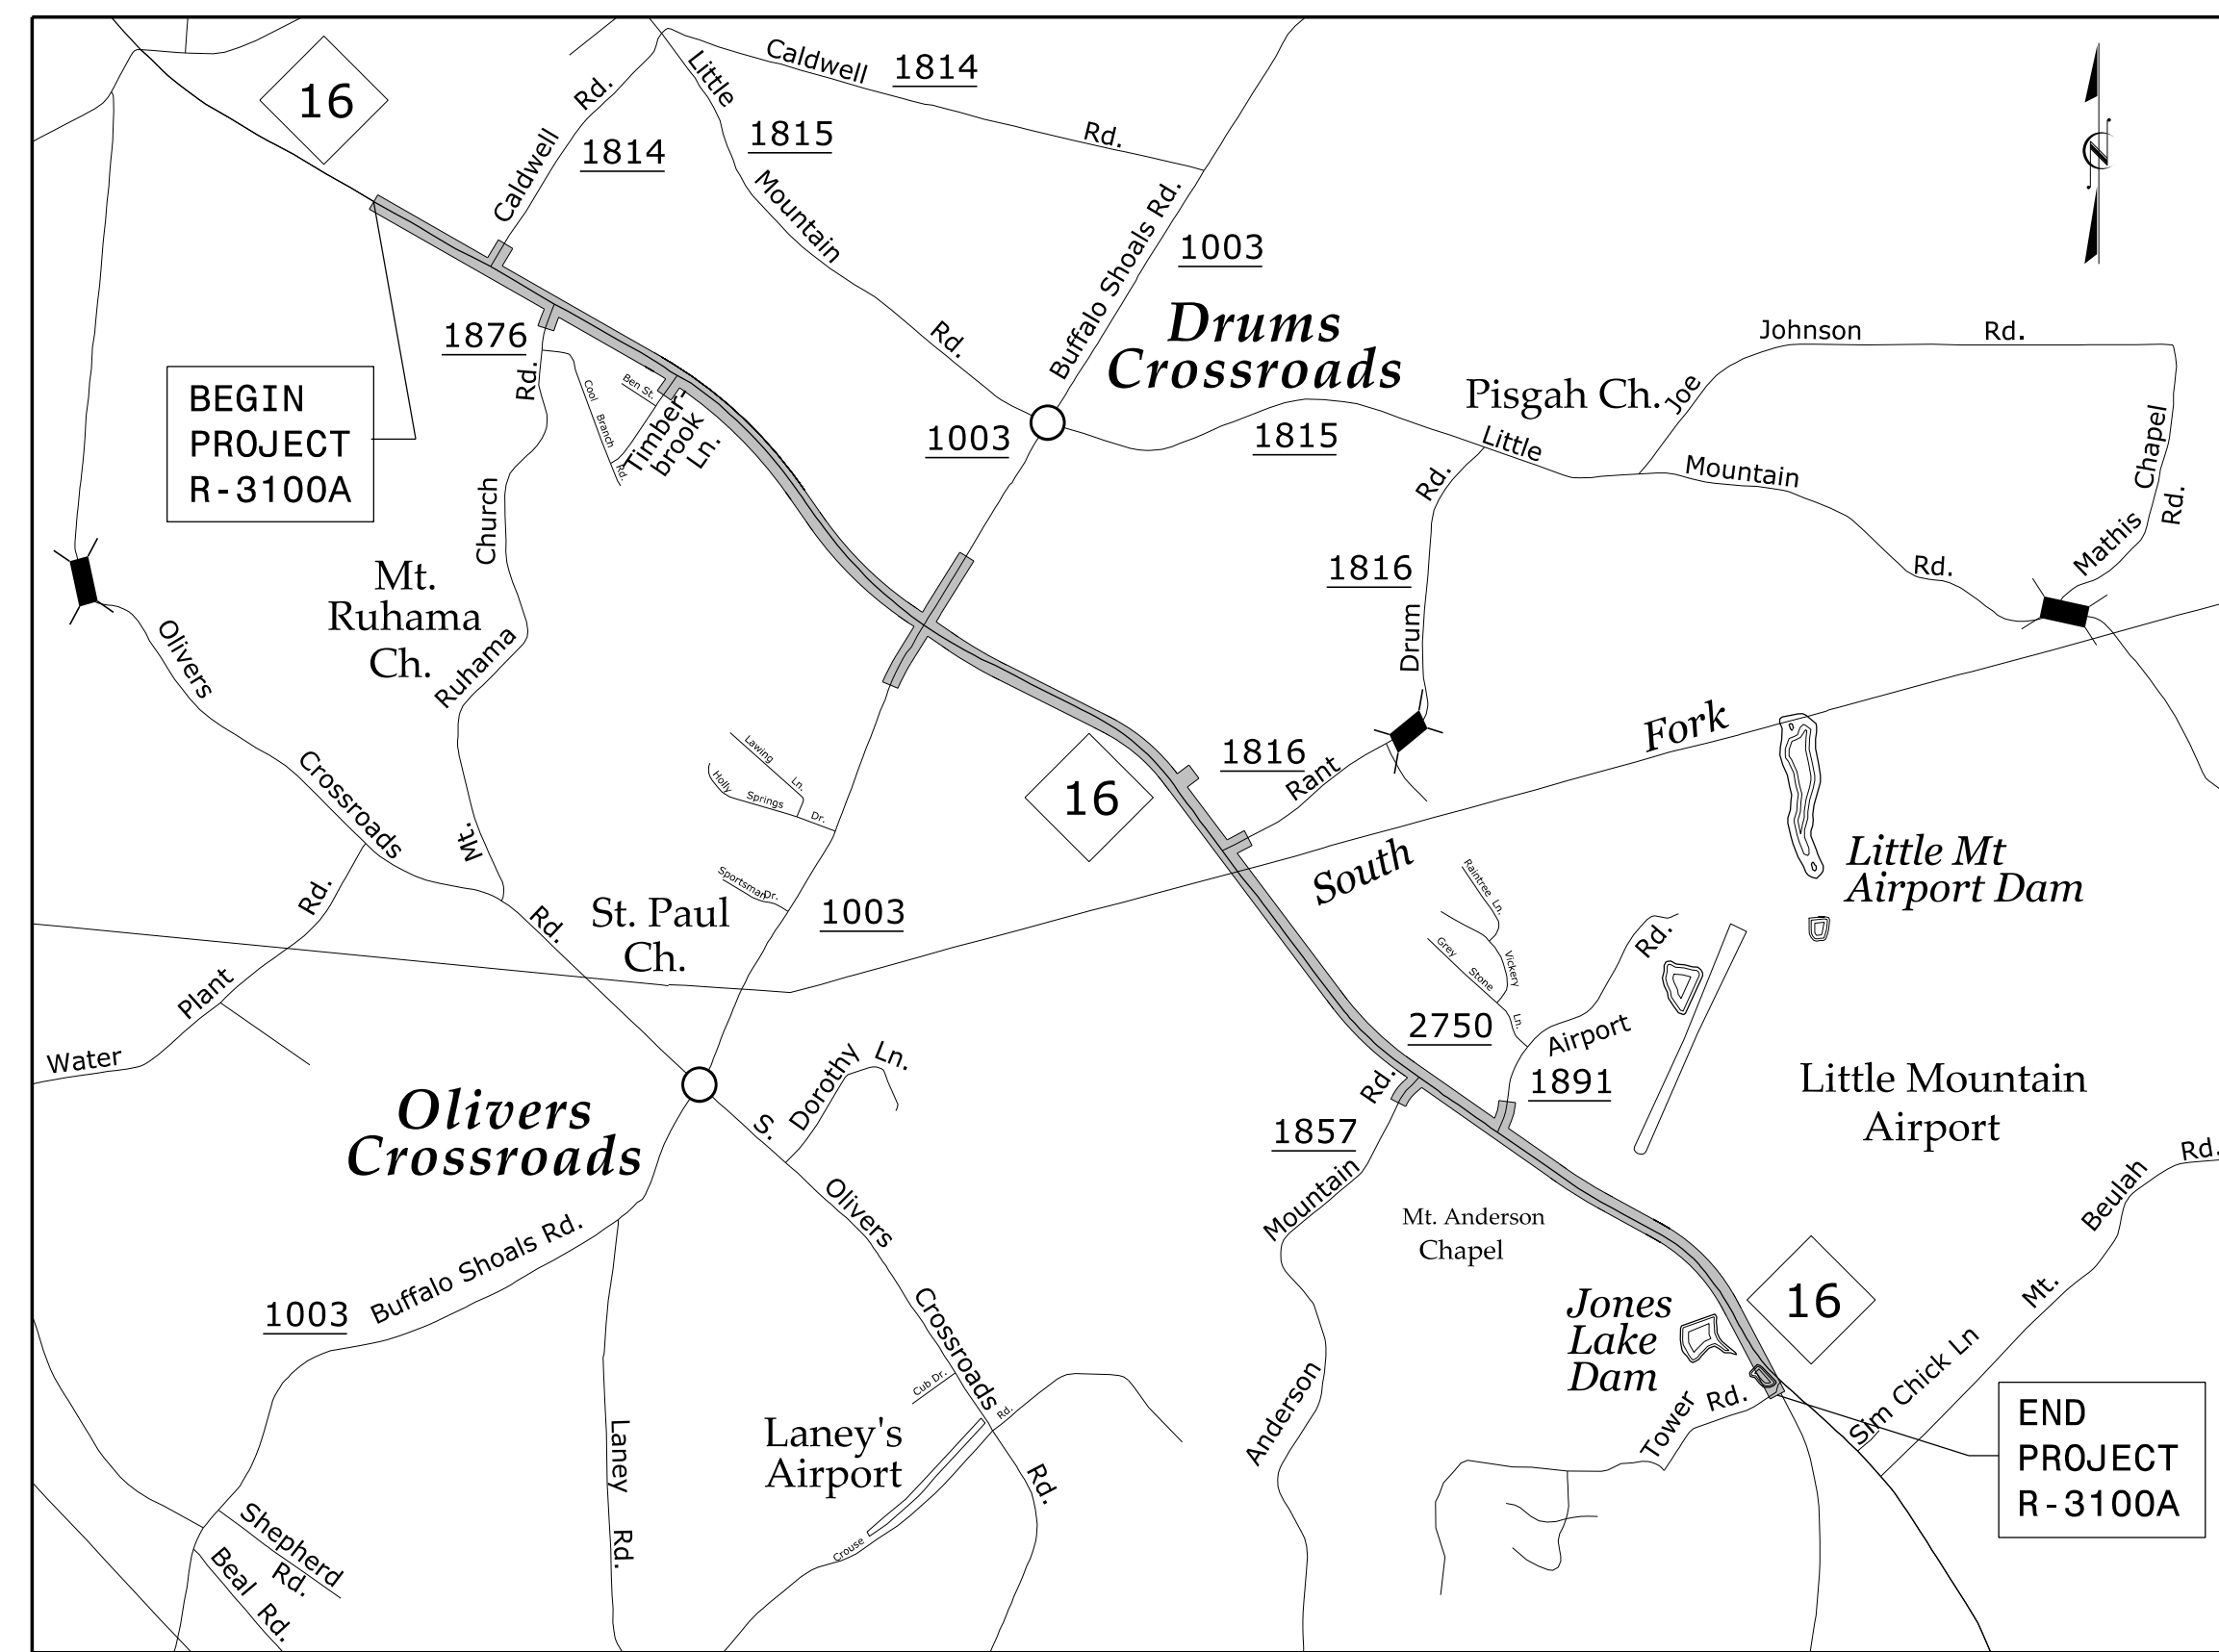 16
Caldwell Rd.
1814
Little Mountain Rd.
1815
Caldwell Rd.
1814
Buffalo Shoals Rd.
1003
Drums
Crossroads
N
BEGIN
PROJECT
R-3100A
1876
Mt. Ruhama Church Rd.
Cool Branch Rd.
Ben St.
Timber-
brook
Ln.
1003
1815
Pisgah Ch.
Joe Johnson Rd.
Little Mountain Rd.
Mathis Chapel Rd.
Mt.
Ruhama
Ch.
Olivers Crossroads Rd.
1816
Rant Drum Rd.
1816
16
South Fork
Lawing Ln.
Holly Springs Dr.
Sportsman Dr.
1003
St. Paul
Ch.
Water Plant Rd.
Little Mt
Airport Dam
Raintree Ln.
Grey Stone Ln.
Vickery
2750
Airport Rd.
1891
Little Mountain
Airport
Olivers
Crossroads
S. Olivers Crossroads Rd.
Dorothy Ln.
1857
Anderson Mountain Rd.
Mt. Anderson
Chapel
Jones
Lake
Dam
16
Mt. Beulah Rd.
Sim Chick Ln
Tower Rd.
END
PROJECT
R-3100A
1003
Buffalo Shoals Rd.
Laney Rd.
Laney's
Airport
Cub Dr.
Crouse Rd.
Shepherd Rd.
Beal Rd.